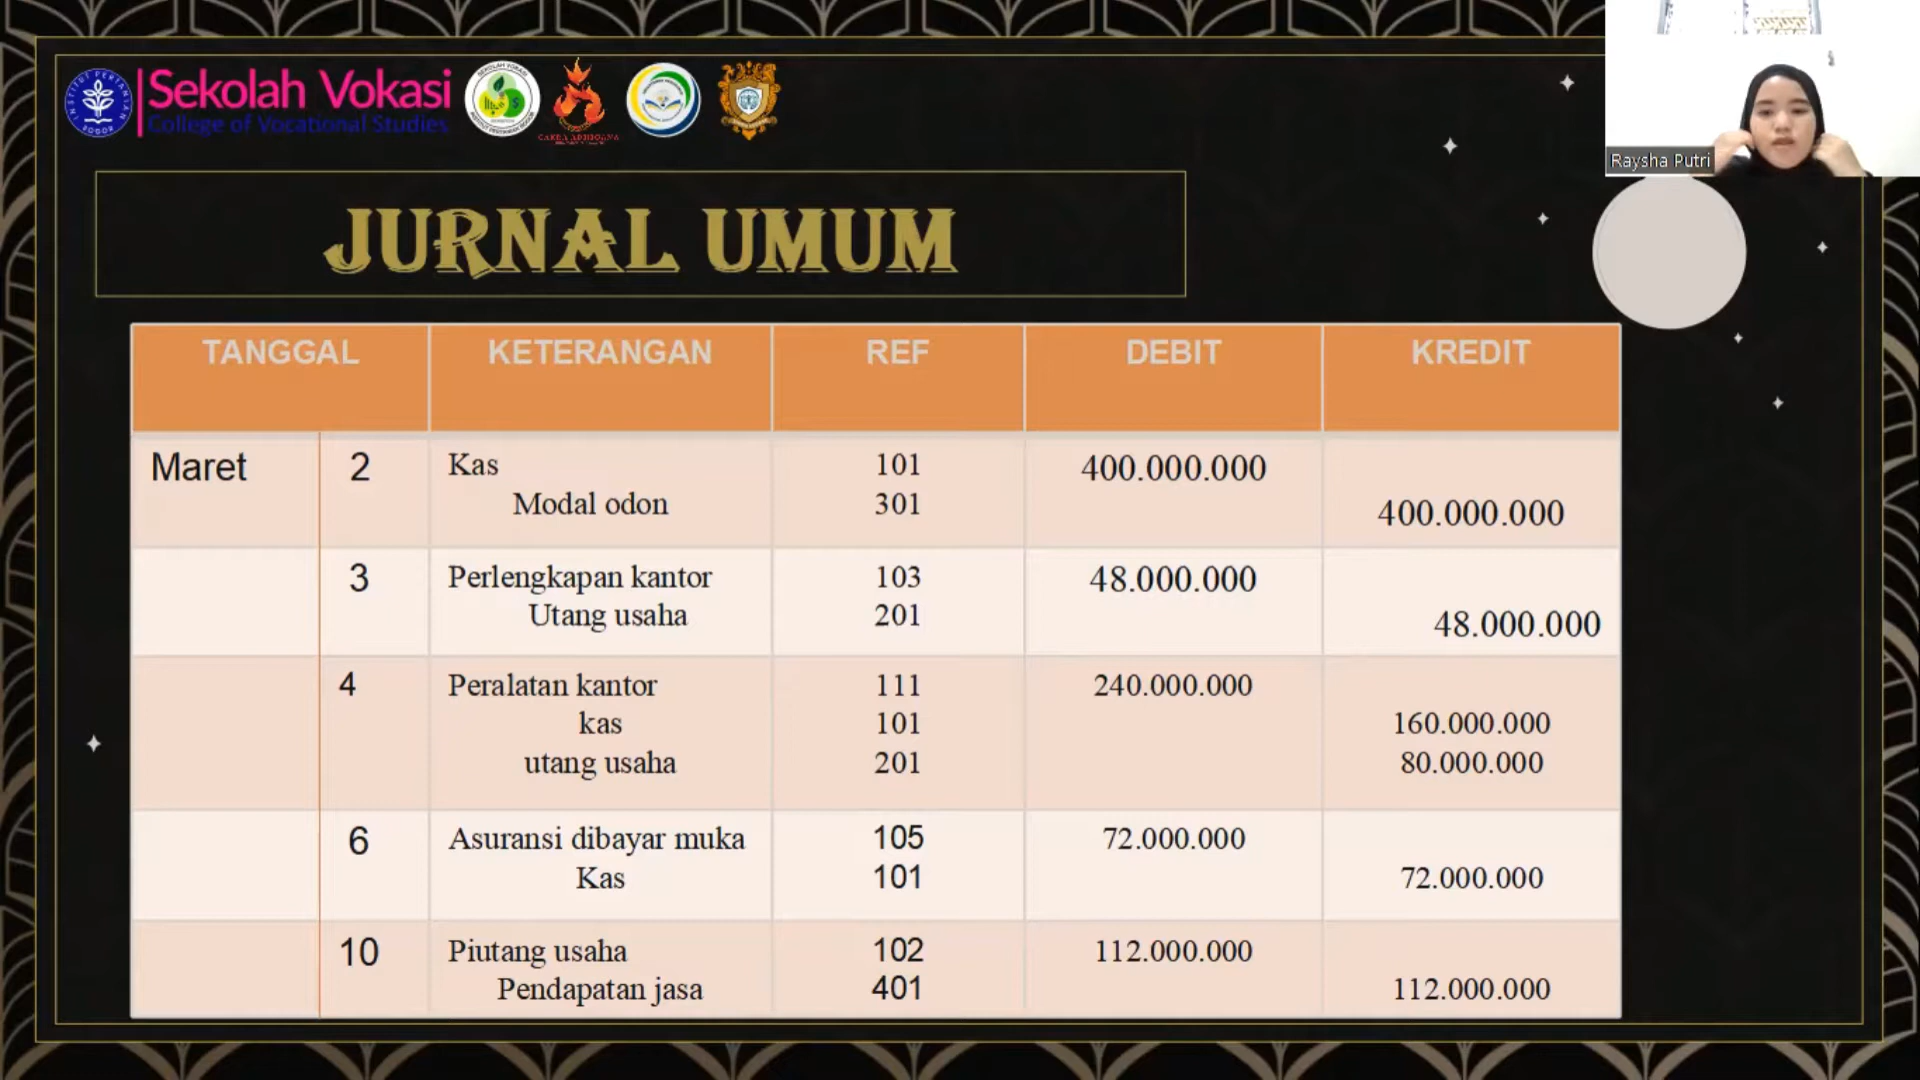 Sekolah Vokasi
College of Vocational Studies
Raysha Putri
JURNAL UMUM
TANGGAL KETERANGAN REF DEBIT KREDIT
Maret 2 Kas 101 400.000.000
Modal odon 301 400.000.000
3 Perlengkapan kantor 103 48.000.000
Utang usaha 201 48.000.000
4 Peralatan kantor 111 240.000.000
kas 101 160.000.000
utang usaha 201 80.000.000
6 Asuransi dibayar muka 105 72.000.000
Kas 101 72.000.000
10 Piutang usaha 102 112.000.000
Pendapatan jasa 401 112.000.000